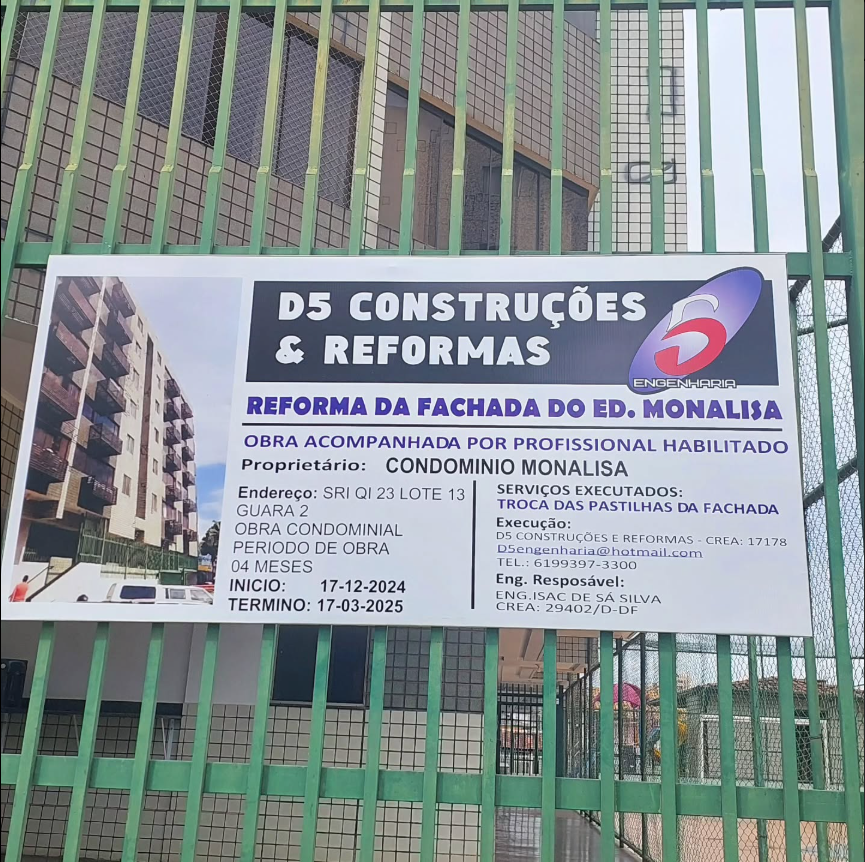 D5 CONSTRUÇÕES
& REFORMAS
5
ENGENHARIA
REFORMA DA FACHADA DO ED. MONALISA
OBRA ACOMPANHADA POR PROFISSIONAL HABILITADO
Proprietário: CONDOMINIO MONALISA
Endereço: SRI QI 23 LOTE 13
GUARA 2
OBRA CONDOMINIAL
PERIODO DE OBRA
04 MESES
INICIO: 17-12-2024
TERMINO: 17-03-2025
SERVIÇOS EXECUTADOS:
TROCA DAS PASTILHAS DA FACHADA
Execução:
D5 CONSTRUÇÕES E REFORMAS - CREA: 17178
D5engenharia@hotmail.com
TEL.: 6199397-3300
Eng. Resposável:
ENG.ISAC DE SÁ SILVA
CREA: 29402/D-DF